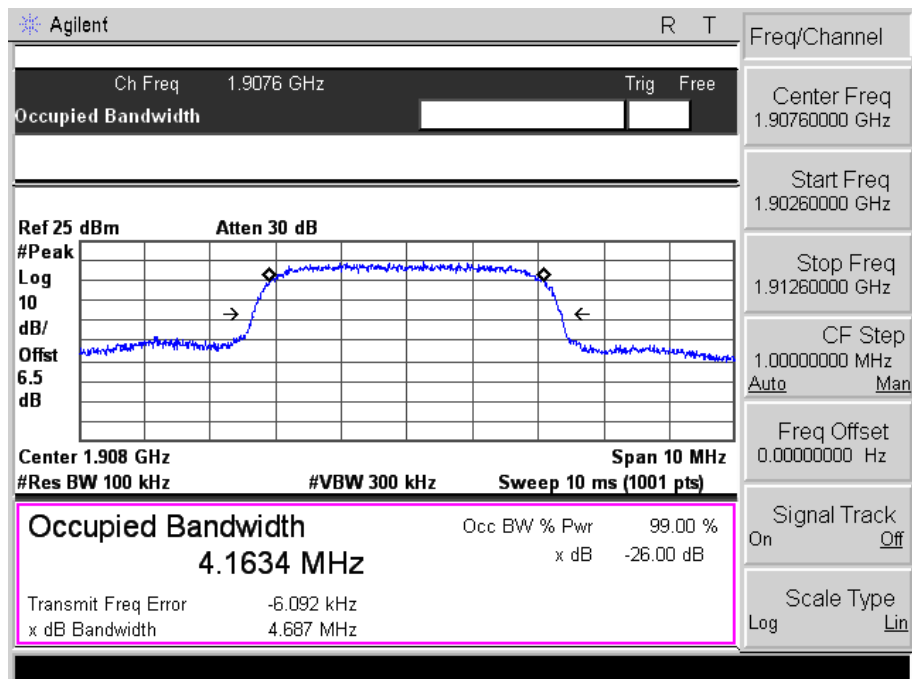 Agilent R T
Ch Freq 1.9076 GHz Trig Free
Occupied Bandwidth
Ref 25 dBm Atten 30 dB
#Peak
Log
10
dB/
Offst
6.5
dB
Center 1.908 GHz Span 10 MHz
#Res BW 100 kHz #VBW 300 kHz Sweep 10 ms (1001 pts)
Occupied Bandwidth
4.1634 MHz
Occ BW % Pwr 99.00 %
x dB -26.00 dB
Transmit Freq Error -6.092 kHz
x dB Bandwidth 4.687 MHz
Freq/Channel
Center Freq
1.90760000 GHz
Start Freq
1.90260000 GHz
Stop Freq
1.91260000 GHz
CF Step
1.00000000 MHz
Auto Man
Freq Offset
0.00000000 Hz
Signal Track
On Off
Scale Type
Log Lin